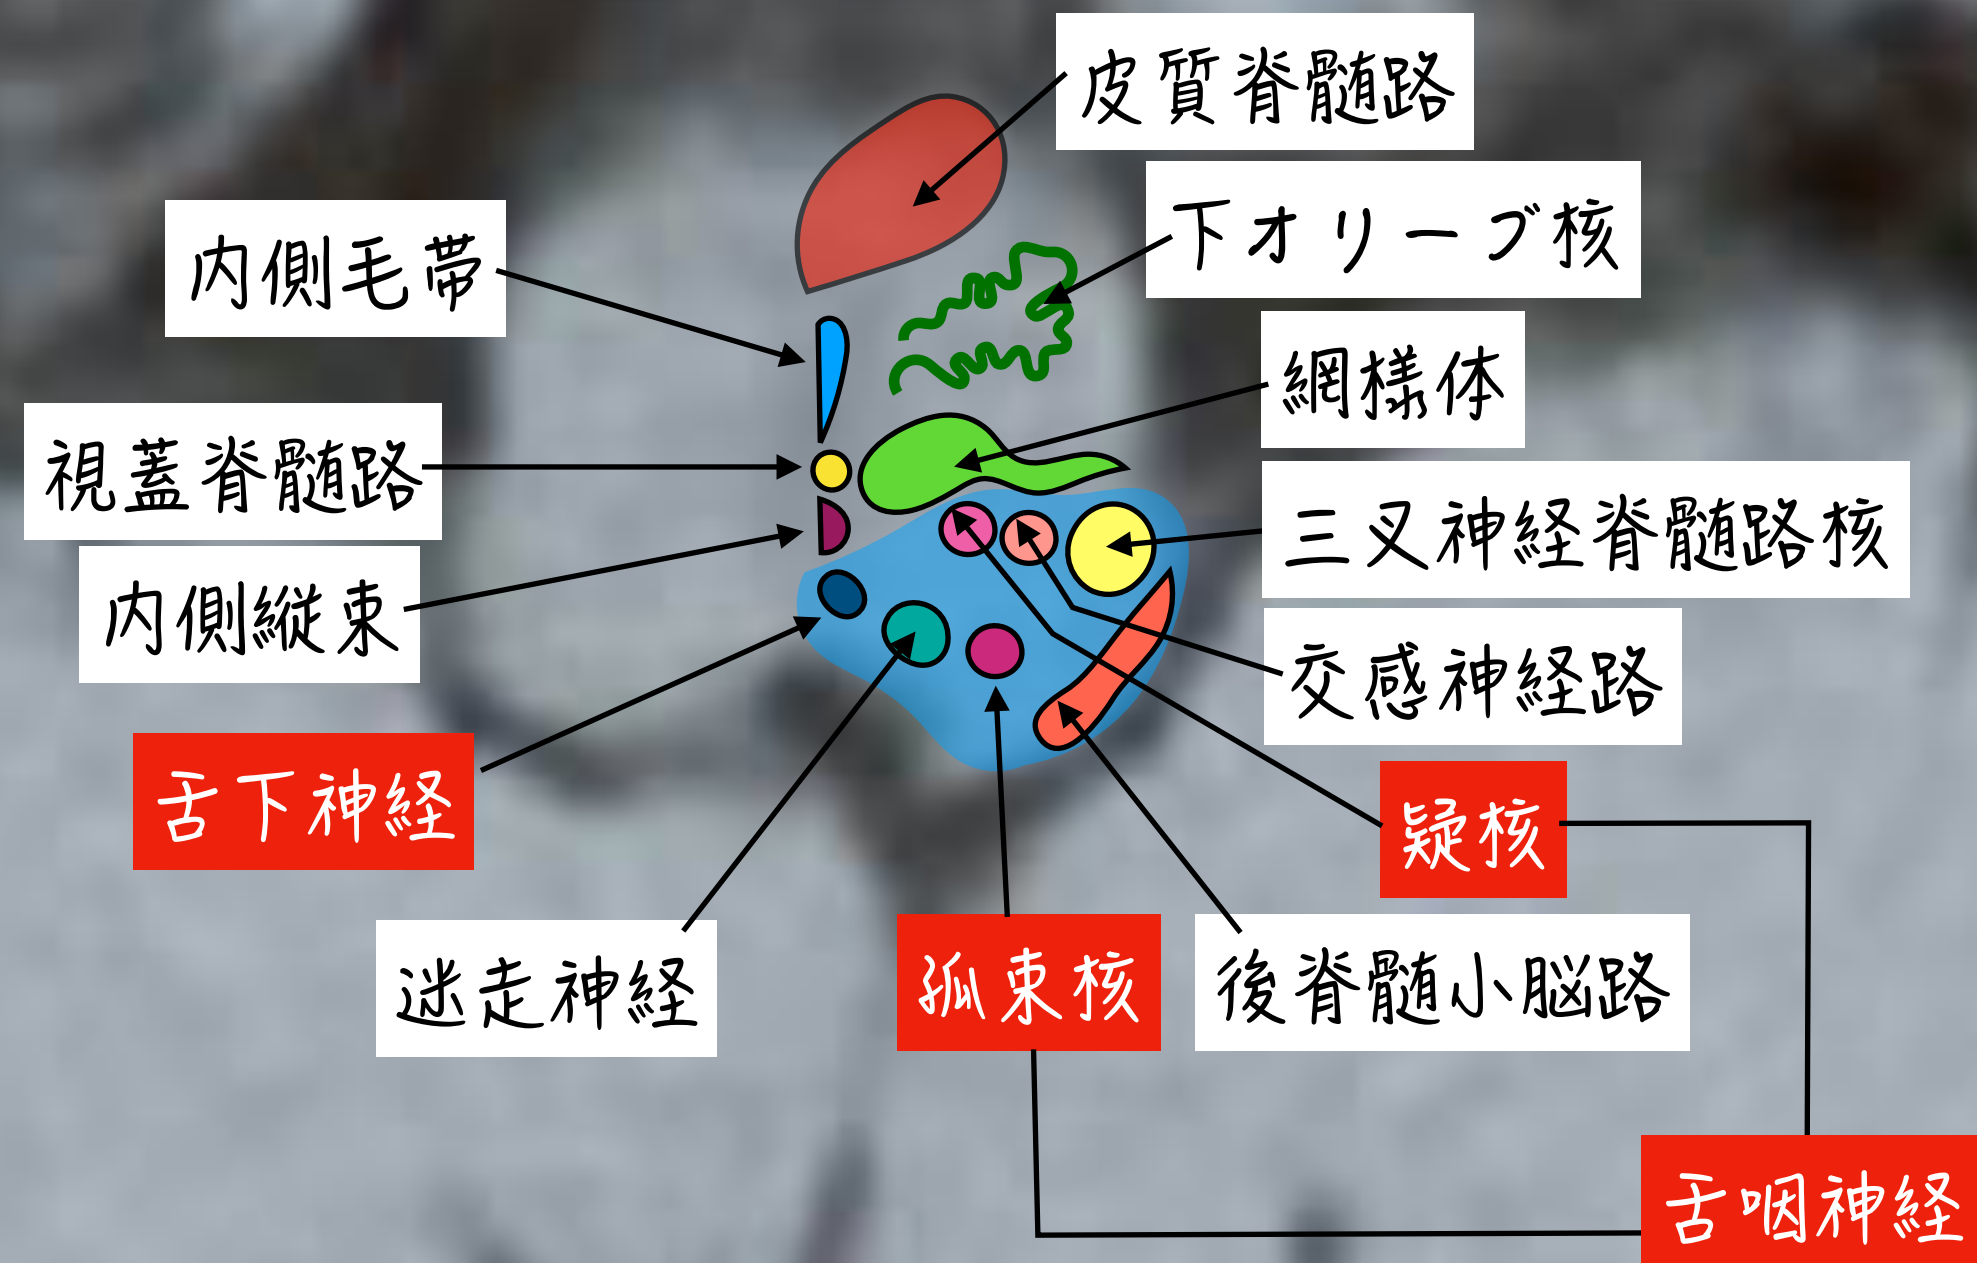 皮質脊髄路
下オリーブ核
内側毛帯
網様体
視蓋脊髄路
三叉神経脊髄路核
内側縦束
交感神経路
舌下神経
疑核
迷走神経
孤束核
後脊髄小脳路
舌咽神経